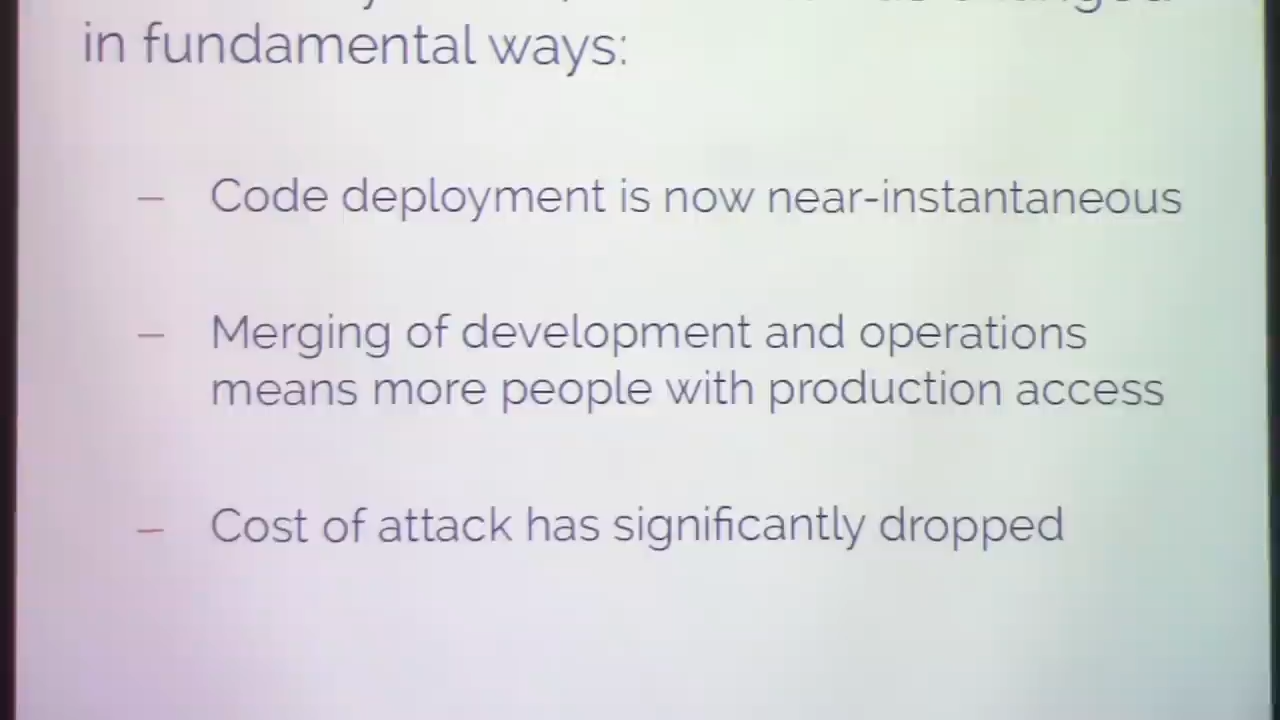 in fundamental ways:
– Code deployment is now near-instantaneous
– Merging of development and operations
means more people with production access
– Cost of attack has significantly dropped